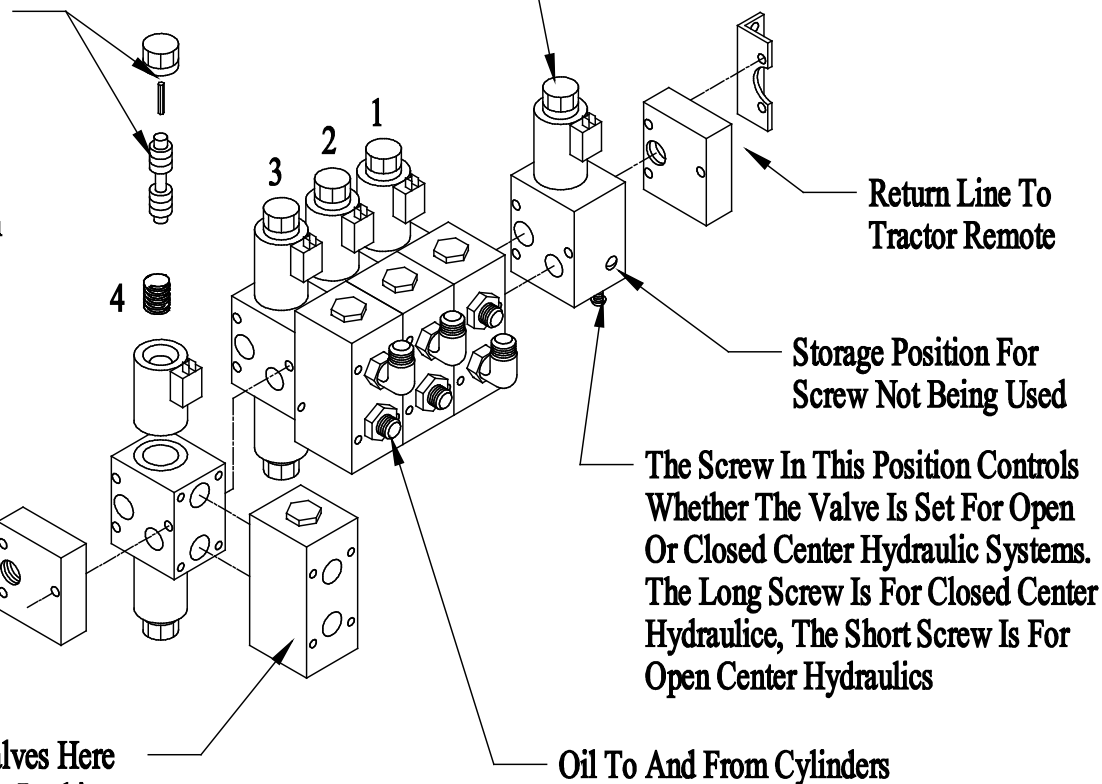 1
2
3
4
Return Line To
Tractor Remote
Storage Position For
Screw Not Being Used
The Screw In This Position Controls
Whether The Valve Is Set For Open
Or Closed Center Hydraulic Systems.
The Long Screw Is For Closed Center
Hydraulice, The Short Screw Is For
Open Center Hydraulics
Here
Oil To And From Cylinders